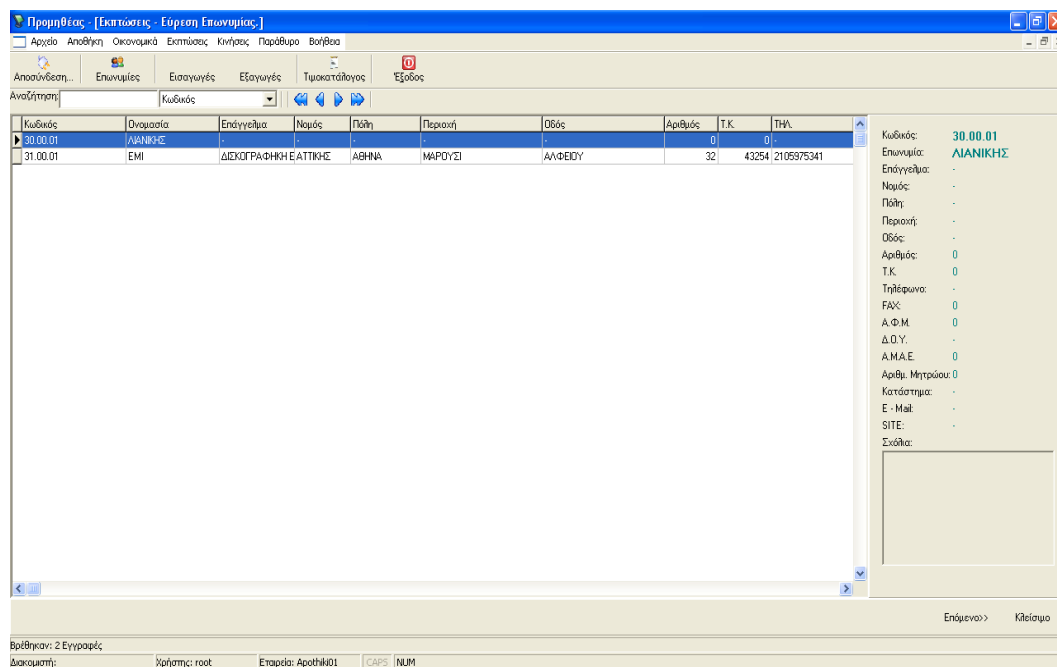 Προμηθέας - [Εκπτώσεις - Εύρεση Επωνυμίας.]
Αρχείο Αποθήκη Οικονομικά Εκπτώσεις Κινήσεις Παράθυρο Βοήθεια
Αποσύνδεση... Επωνυμίες Εισαγωγές Εξαγωγές Τιμοκατάλογος Έξοδος
Αναζήτηση: Κωδικός
Κωδικός Ονομασία Επάγγελμα Νομός Πόλη Περιοχή Οδός Αριθμός Τ.Κ. ΤΗΛ.
30.00.01 ΛΙΑΝΙΚΗΣ - - - - - 0 0 -
31.00.01 EMI ΔΙΣΚΟΓΡΑΦΗΚΗ Ε ΑΤΤΙΚΗΣ ΑΘΗΝΑ ΜΑΡΟΥΣΙ ΑΛΦΕΙΟΥ 32 43254 2105975341
Κωδικός: 30.00.01
Επωνυμία: ΛΙΑΝΙΚΗΣ
Επάγγελμα: -
Νομός: -
Πόλη: -
Περιοχή: -
Οδός: -
Αριθμός: 0
Τ.Κ. 0
Τηλέφωνο: -
FAX: 0
Α.Φ.Μ. 0
Δ.Ο.Υ. -
Α.Μ.Α.Ε. 0
Αριθμ. Μητρώου: 0
Κατάστημα: -
E - Mail: -
SITE: -
Σχόλια:
Επόμενο>> Κλείσιμο
Βρέθηκαν: 2 Εγγραφές
Διακομιστή: Χρήστης: root Εταιρεία: Apothiki01 CAPS NUM